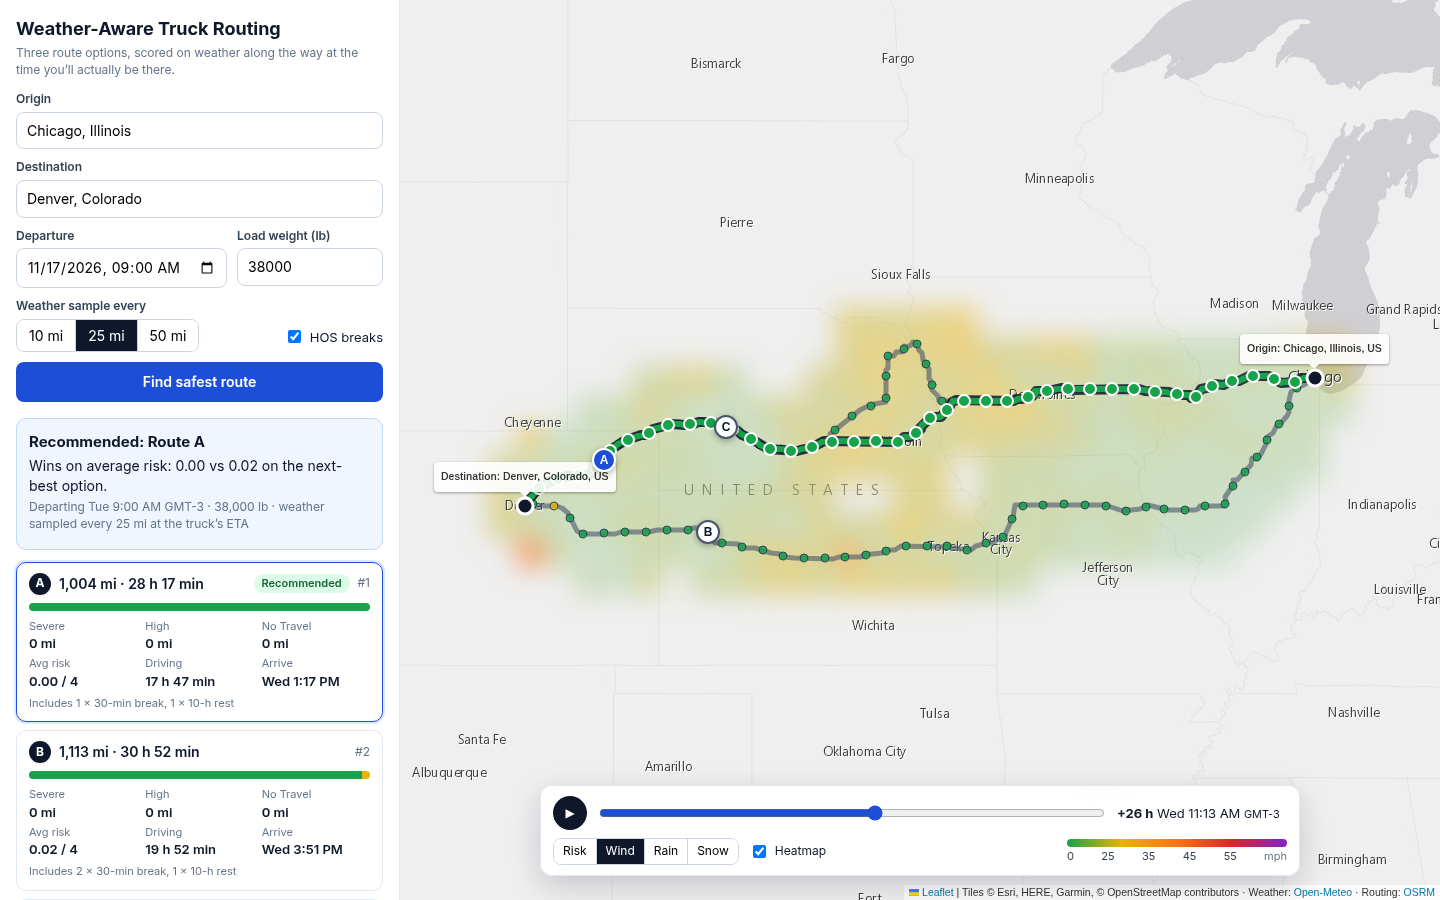 Weather-Aware Truck Routing
Three route options, scored on weather along the way at the
time you'll actually be there.
Origin
Chicago, Illinois
Destination
Denver, Colorado
Departure
Load weight (lb)
11/17/2026, 09:00 AM
38000
Weather sample every
10 mi
25 mi
50 mi
HOS breaks
Find safest route
Recommended: Route A
Wins on average risk: 0.00 vs 0.02 on the next-
best option.
Departing Tue 9:00 AM GMT-3 · 38,000 lb · weather
sampled every 25 mi at the truck's ETA
A
1,004 mi · 28 h 17 min
Recommended
#1
Severe
High
No Travel
0 mi
0 mi
0 mi
Avg risk
Driving
Arrive
0.00 / 4
17 h 47 min
Wed 1:17 PM
Includes 1 × 30-min break, 1 × 10-h rest
B
1,113 mi · 30 h 52 min
#2
Severe
High
No Travel
0 mi
0 mi
0 mi
Avg risk
Driving
Arrive
0.02 / 4
19 h 52 min
Wed 3:51 PM
Includes 2 × 30-min break, 1 × 10-h rest
Bismarck
Fargo
Minneapolis
Pierre
Sioux Falls
Madison
Milwaukee
Grand Rapids
Origin: Chicago, Illinois, US
Cheyenne
C
A
Destination: Denver, Colorado, US
UNITED STATES
Indianapolis
B
Topeka
Kansas
City
Jefferson
City
Louisville
Wichita
Tulsa
Nashville
Santa Fe
Oklahoma City
Albuquerque
Amarillo
Birmingham
Fort
+26 h Wed 11:13 AM GMT-3
Risk
Wind
Rain
Snow
Heatmap
0
25
35
45
55
mph
Leaflet | Tiles © Esri, HERE, Garmin, © OpenStreetMap contributors · Weather: Open-Meteo · Routing: OSRM